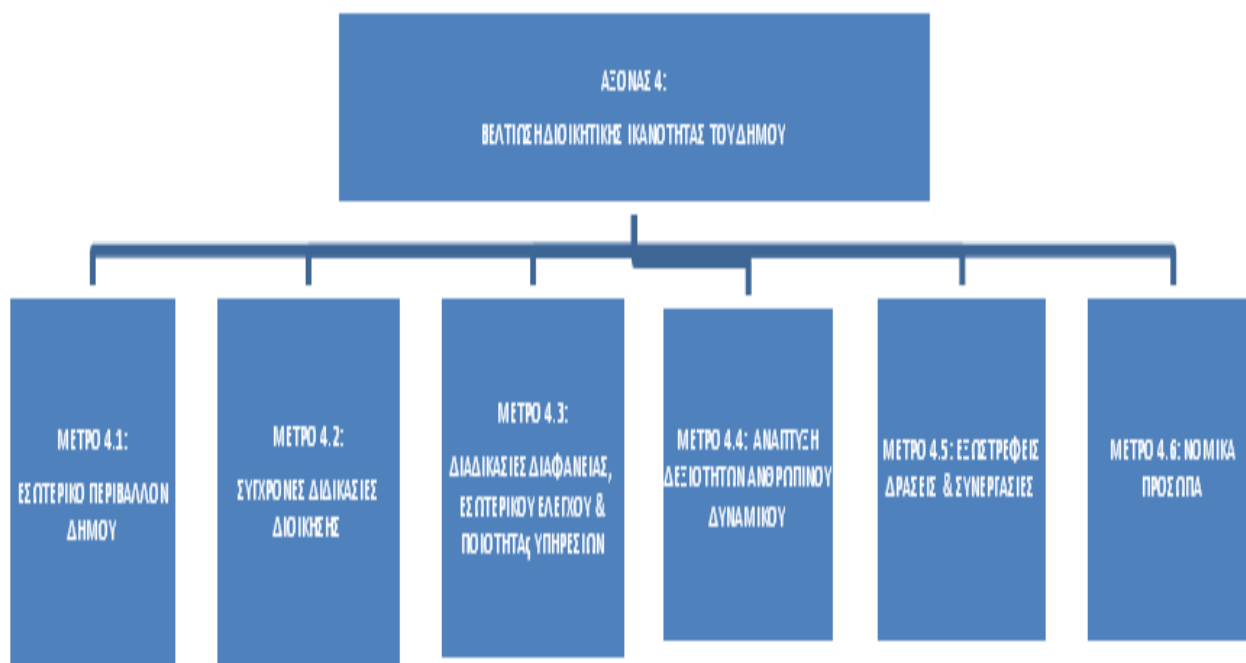 ΑΞΟΝΑΣ 4:
ΒΕΛΤΙΩΣΗ ΔΙΟΙΚΗΤΙΚΗΣ ΙΚΑΝΟΤΗΤΑΣ ΤΟΥ ΔΗΜΟΥ
ΜΕΤΡΟ 4.1:
ΕΣΩΤΕΡΙΚΟ ΠΕΡΙΒΑΛΛΟΝ
ΔΗΜΟΥ
ΜΕΤΡΟ 4.2:
ΣΥΓΧΡΟΝΕΣ ΔΙΔΙΚΑΣΙΕΣ
ΔΙΟΙΚΗΣΗΣ
ΜΕΤΡΟ 4.3:
ΔΙΑΔΙΚΑΣΙΕΣ ΔΙΑΦΑΝΕΙΑΣ,
ΕΣΩΤΕΡΙΚΟΥ ΕΛΕΓΧΟΥ &
ΠΟΙΟΤΗΤΑς ΥΠΗΡΕΣΙΩΝ
ΜΕΤΡΟ 4.4: ΑΝΑΠΤΥΞΗ
ΔΕΞΙΟΤΗΤΩΝ ΑΝΘΡΩΠΙΝΟΥ
ΔΥΝΑΜΙΚΟΥ
ΜΕΤΡΟ 4.5: ΕΞΩΣΤΡΕΦΕΙΣ
ΔΡΑΣΕΙΣ & ΣΥΝΕΡΓΑΣΙΕΣ
ΜΕΤΡΟ 4.6: ΝΟΜΙΚΑ
ΠΡΟΣΩΠΑ